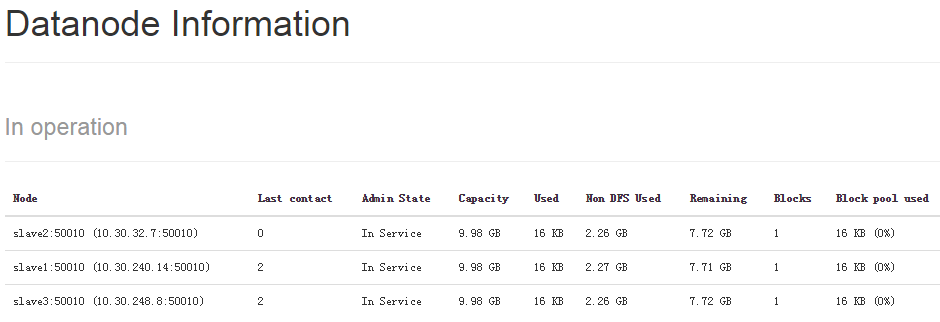 Datanode Information
In operation
Node Last contact Admin State Capacity Used Non DFS Used Remaining Blocks Block pool used
slave2:50010 (10.30.32.7:50010) 0 In Service 9.98 GB 16 KB 2.26 GB 7.72 GB 1 16 KB (0%)
slave1:50010 (10.30.240.14:50010) 2 In Service 9.98 GB 16 KB 2.27 GB 7.71 GB 1 16 KB (0%)
slave3:50010 (10.30.248.8:50010) 2 In Service 9.98 GB 16 KB 2.26 GB 7.72 GB 1 16 KB (0%)